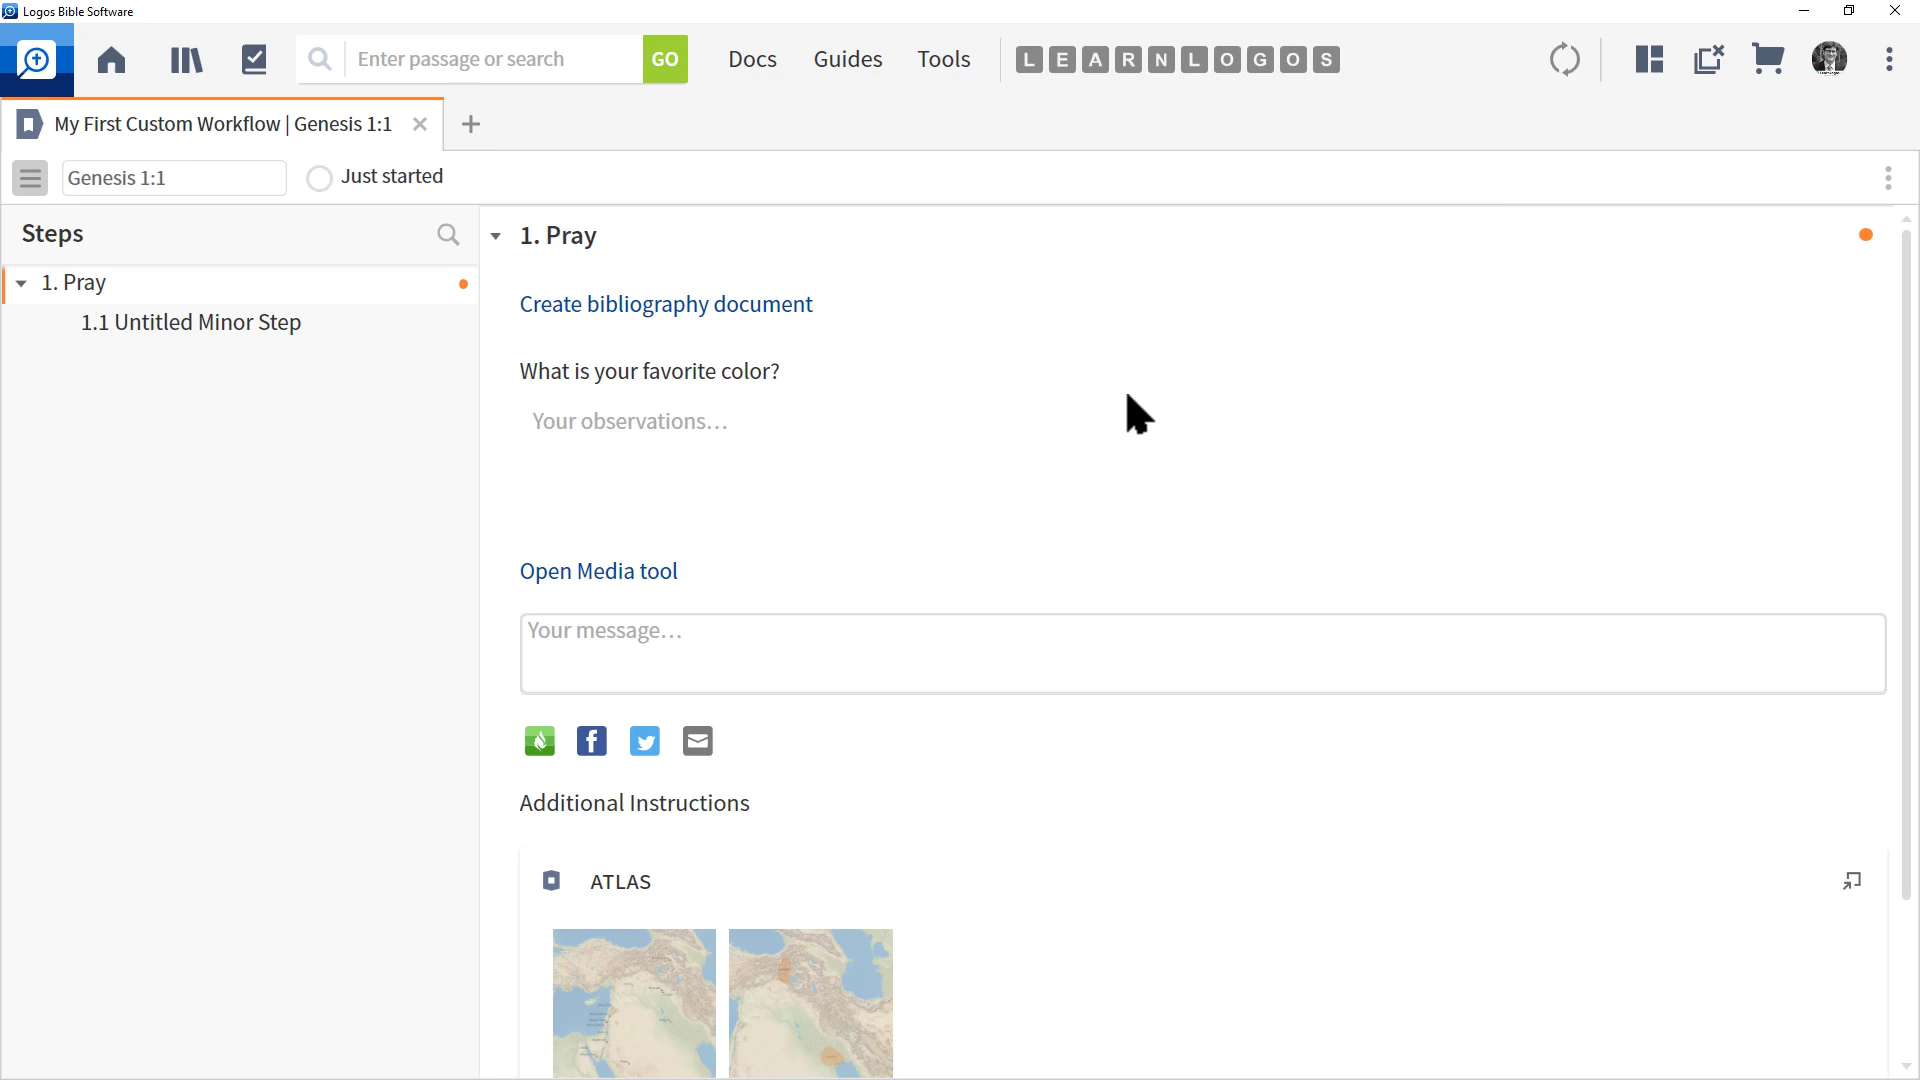 Logos Bible Software
Enter passage or search GO Docs Guides Tools L E A R N L O G O S
My First Custom Workflow | Genesis 1:1
Genesis 1:1 Just started
Steps
1. Pray
1.1 Untitled Minor Step
1. Pray
Create bibliography document
What is your favorite color?
Your observations...
Open Media tool
Your message...
Additional Instructions
ATLAS